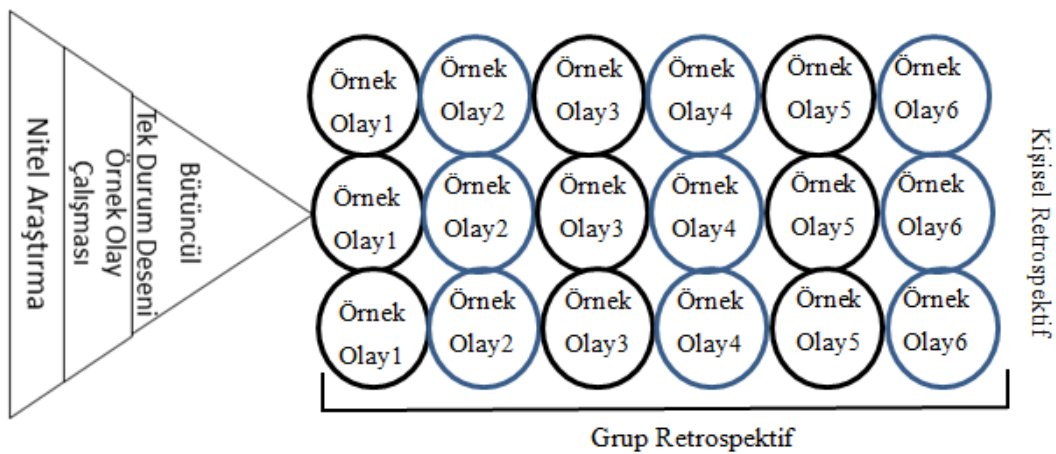 Nitel Araştırma
Örnek Olay
Çalışması
Bütüncül
Tek Durum Deseni
Örnek
Olay1
Örnek
Olay2
Örnek
Olay3
Örnek
Olay4
Örnek
Olay5
Örnek
Olay6
Örnek
Olay1
Örnek
Olay2
Örnek
Olay3
Örnek
Olay4
Örnek
Olay5
Örnek
Olay6
Örnek
Olay1
Örnek
Olay2
Örnek
Olay3
Örnek
Olay4
Örnek
Olay5
Örnek
Olay6
Kişisel Retrospektif
Grup Retrospektif